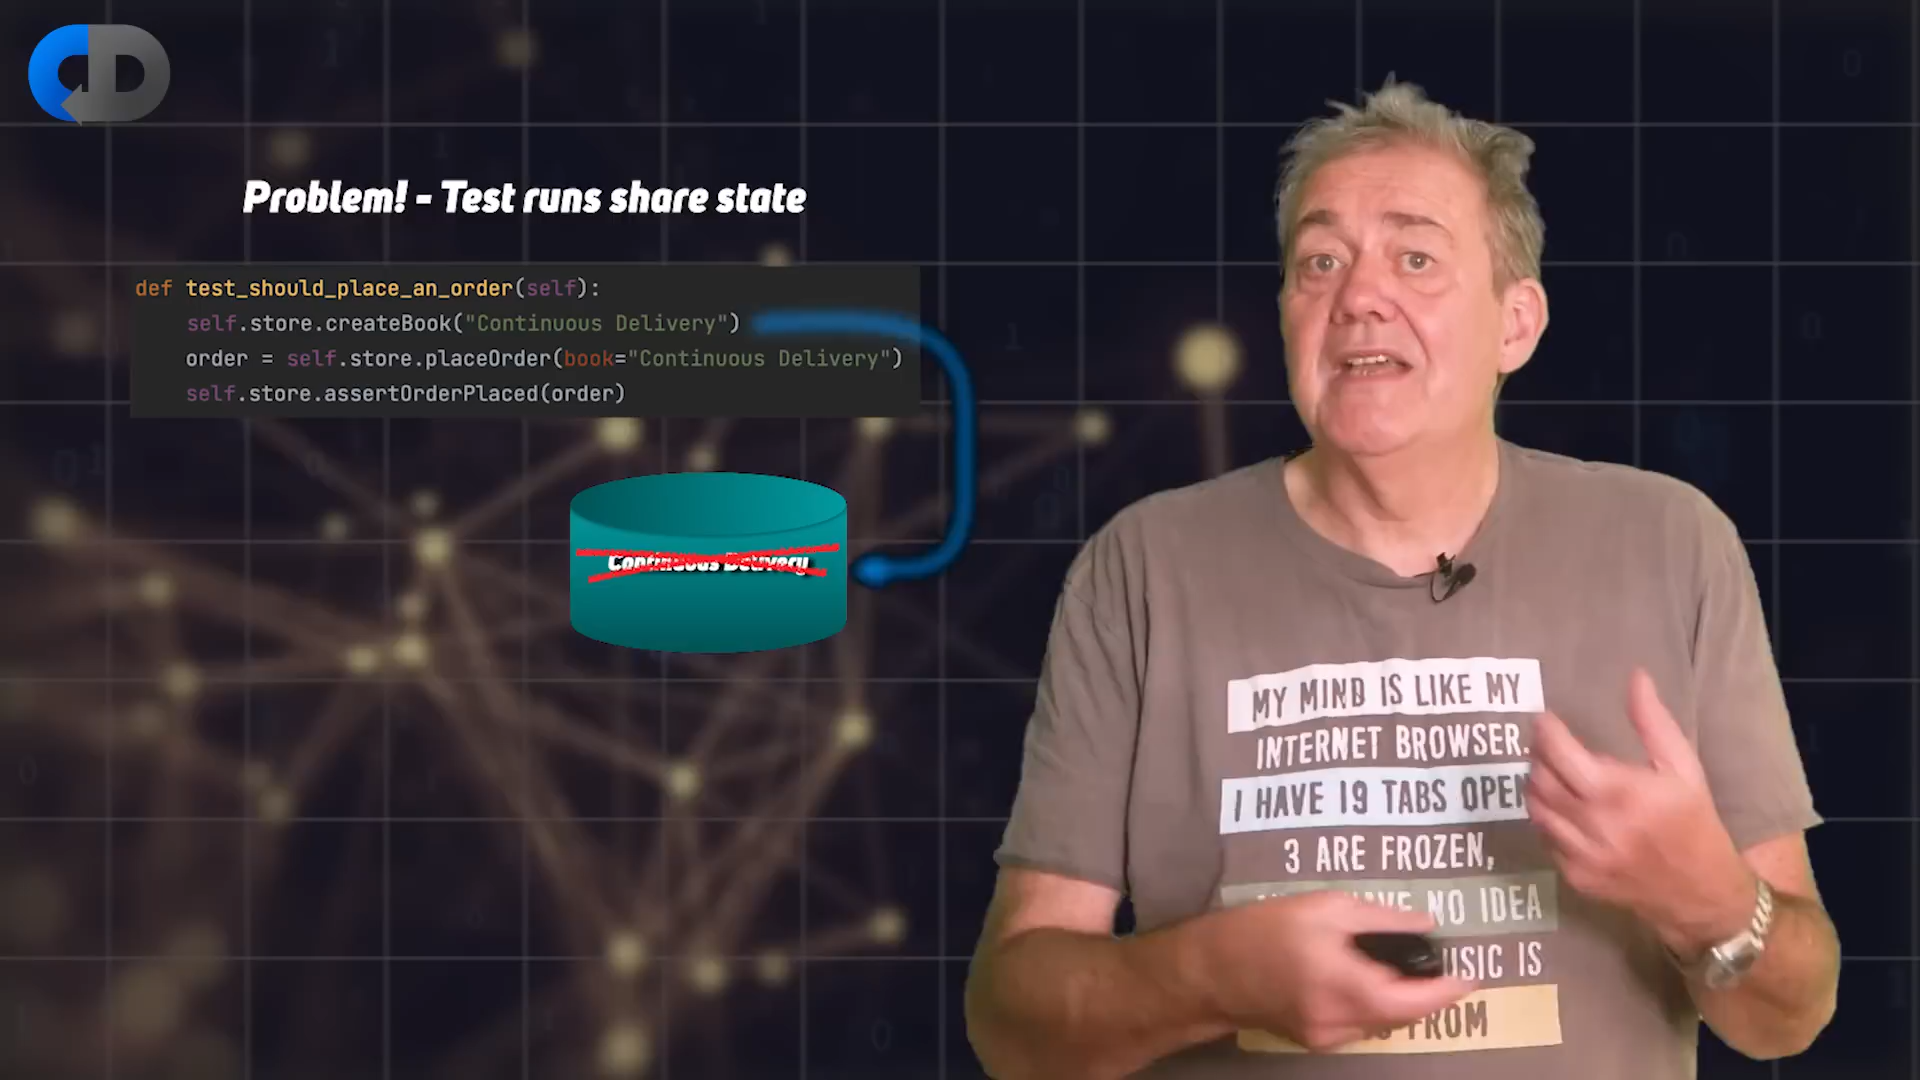 CD
Problem! - Test runs share state
def test_should_place_an_order(self):
self.store.createBook("Continuous Delivery")
order = self.store.placeOrder(book="Continuous Delivery")
self.store.assertOrderPlaced(order)
Continuous Delivery
MY MIND IS LIKE MY
INTERNET BROWSER.
I HAVE 19 TABS OPEN
3 ARE FROZEN,
NO IDEA
IS
FROM